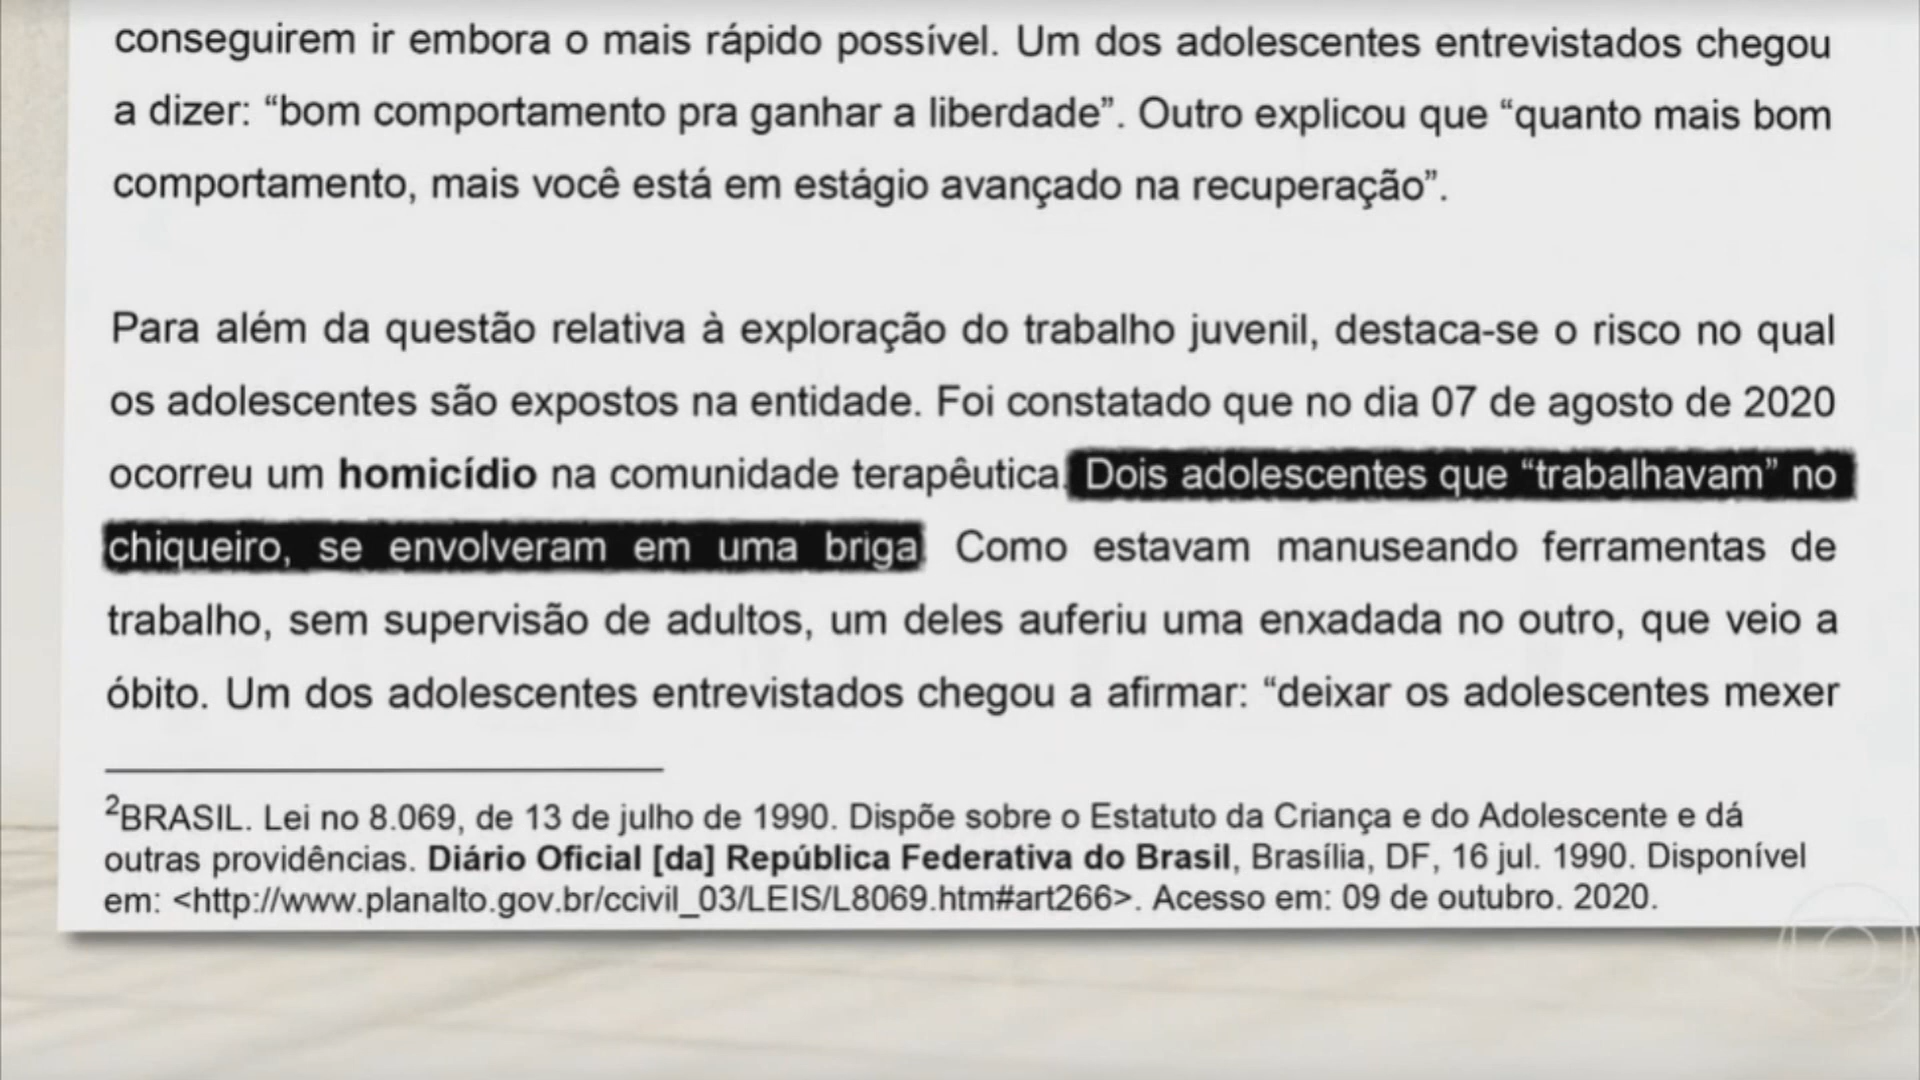 conseguirem ir embora o mais rápido possível. Um dos adolescentes entrevistados chegou
a dizer: “bom comportamento pra ganhar a liberdade”. Outro explicou que “quanto mais bom
comportamento, mais você está em estágio avançado na recuperação”.
Para além da questão relativa à exploração do trabalho juvenil, destaca-se o risco no qual
os adolescentes são expostos na entidade. Foi constatado que no dia 07 de agosto de 2020
ocorreu um homicídio na comunidade terapêutica. Dois adolescentes que “trabalhavam” no
chiqueiro, se envolveram em uma briga. Como estavam manuseando ferramentas de
trabalho, sem supervisão de adultos, um deles auferiu uma enxadada no outro, que veio a
óbito. Um dos adolescentes entrevistados chegou a afirmar: “deixar os adolescentes mexer
²BRASIL. Lei no 8.069, de 13 de julho de 1990. Dispõe sobre o Estatuto da Criança e do Adolescente e dá
outras providências. Diário Oficial [da] República Federativa do Brasil, Brasília, DF, 16 jul. 1990. Disponível
em: <http://www.planalto.gov.br/ccivil_03/LEIS/L8069.htm#art266>. Acesso em: 09 de outubro. 2020.